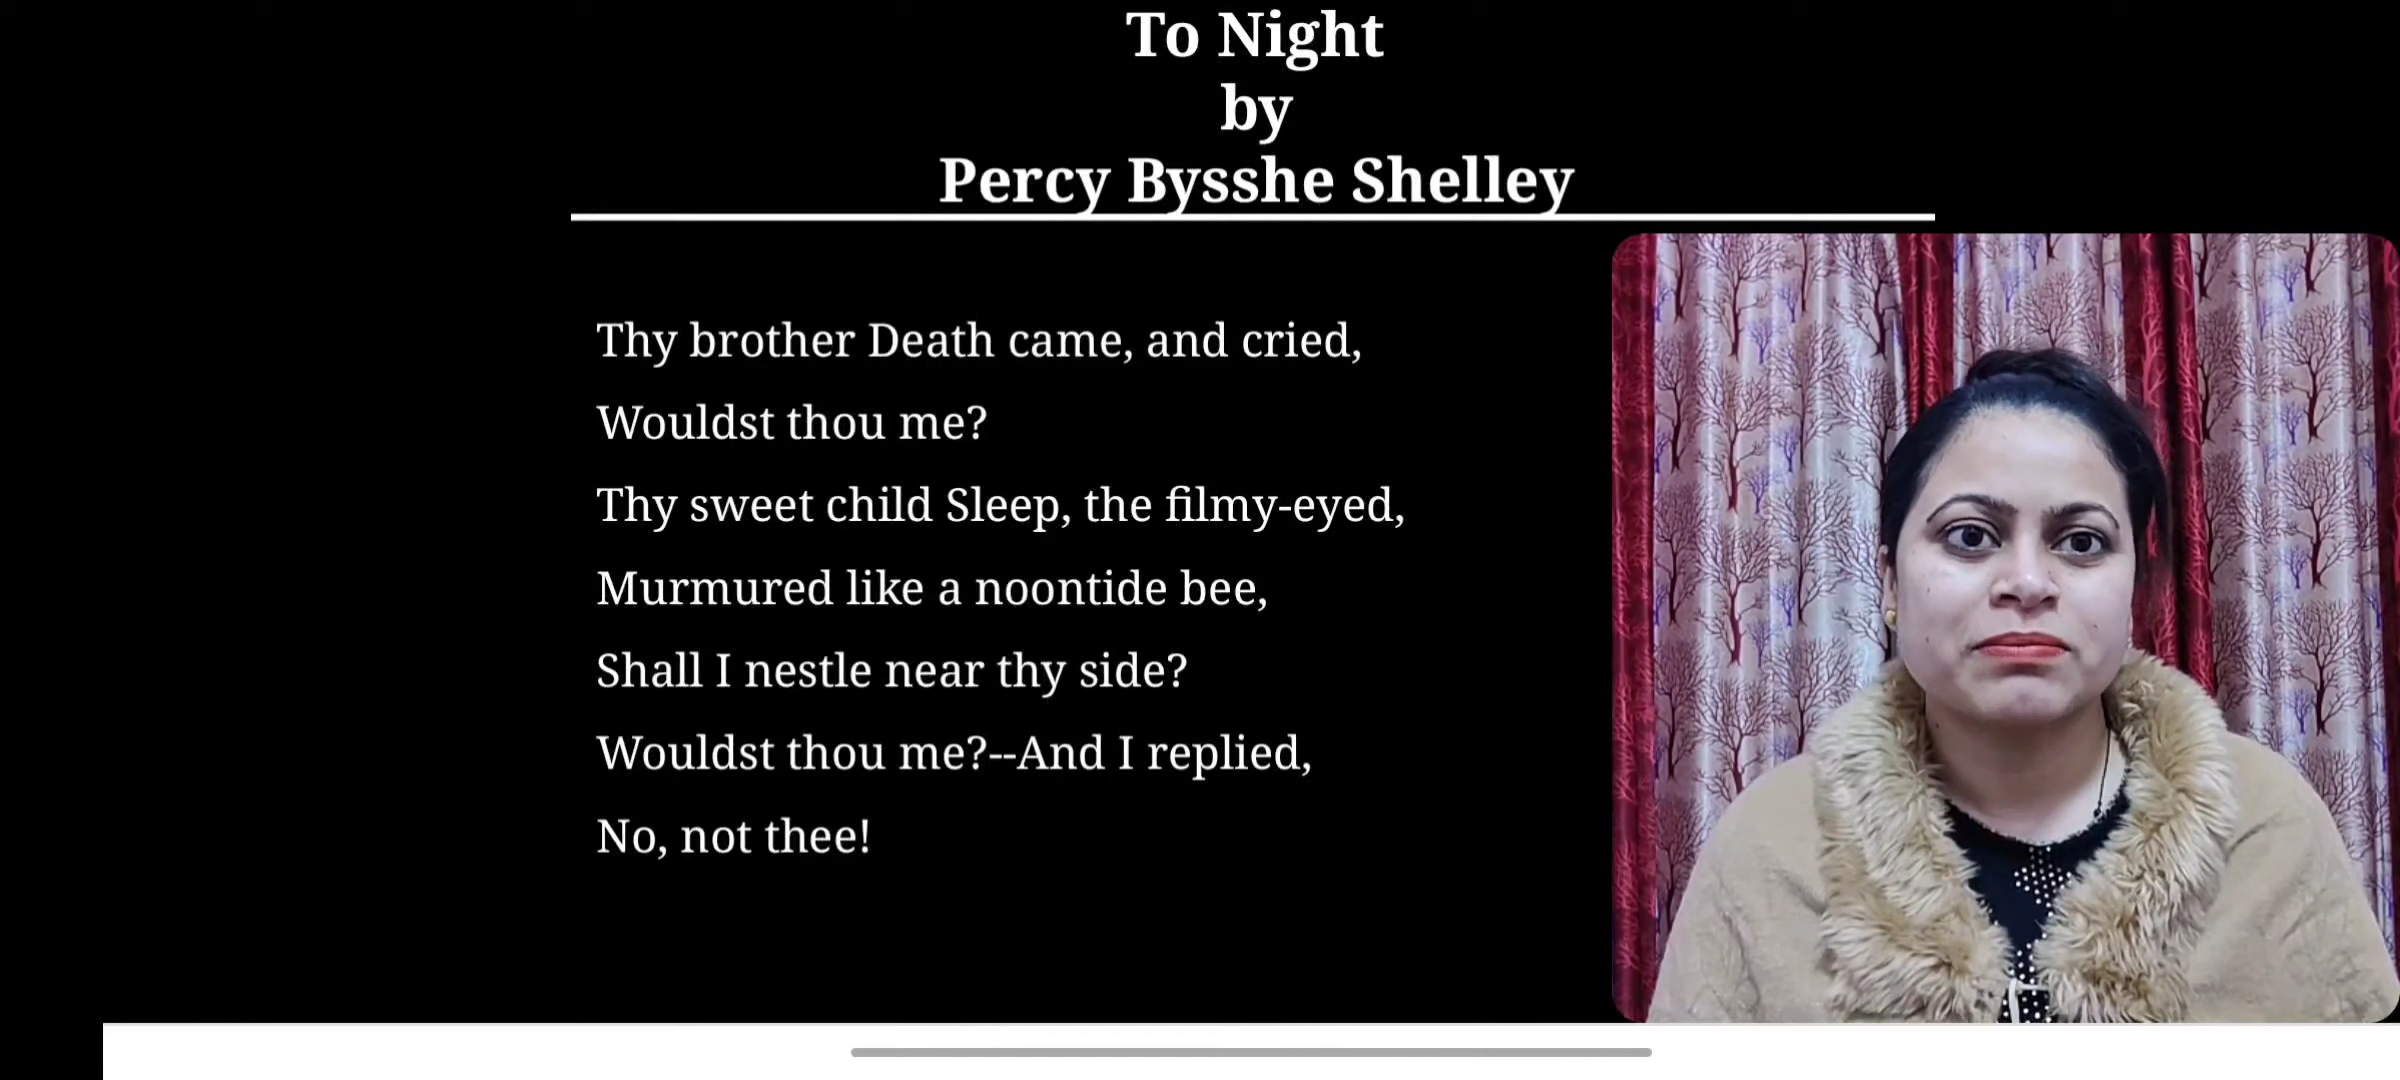 To Night
by
Percy Bysshe Shelley
Thy brother Death came, and cried,
Wouldst thou me?
Thy sweet child Sleep, the filmy-eyed,
Murmured like a noontide bee,
Shall I nestle near thy side?
Wouldst thou me?--And I replied,
No, not thee!